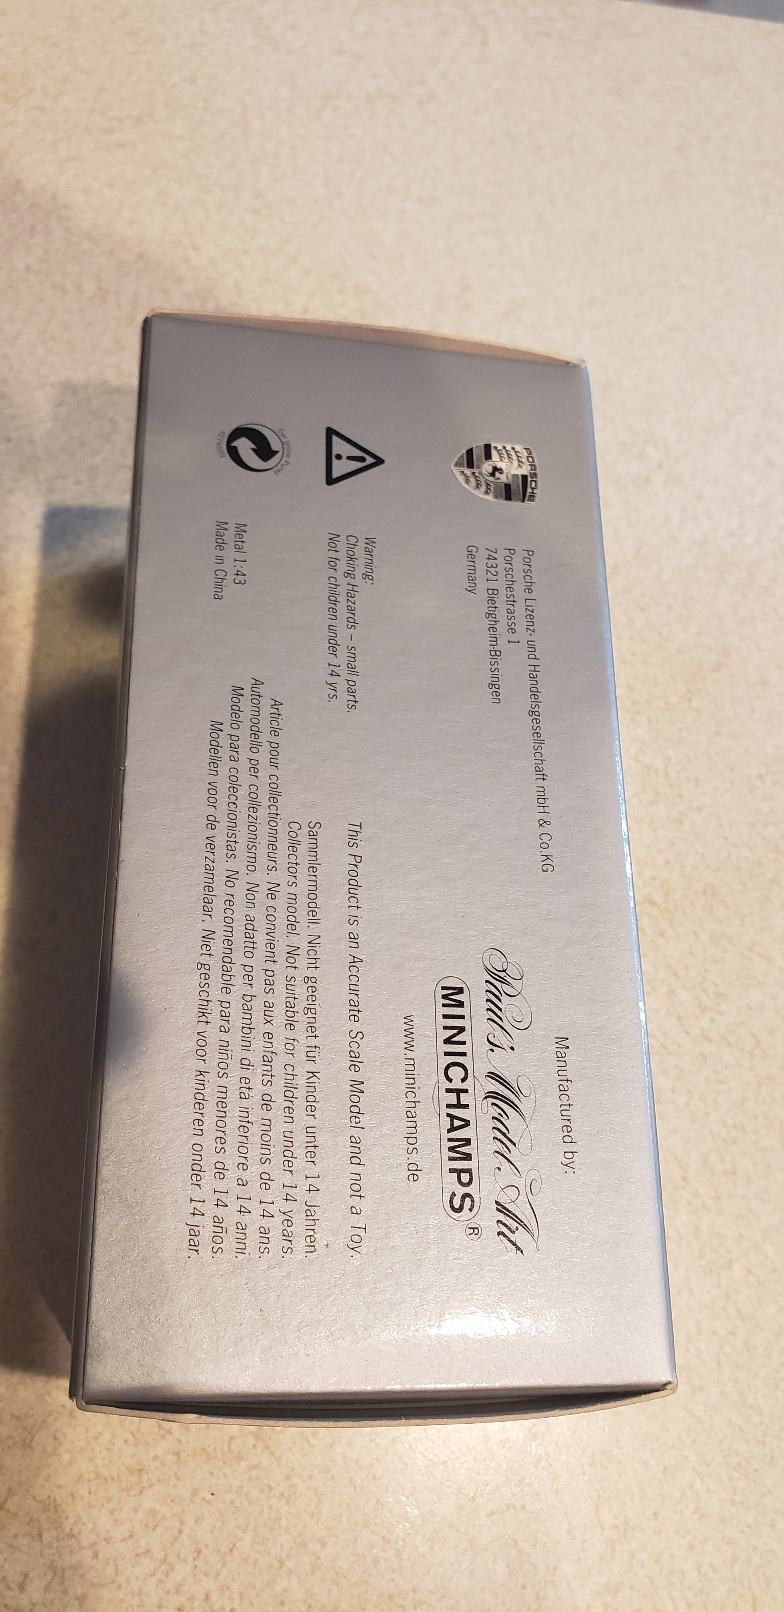 PORSCHE
Porsche Lizenz- und Handelsgesellschaft mbH & Co.KG
Porschestrasse 1
74321 Bietigheim-Bissingen
Germany
Manufactured by:
Paul's Model Art
MINICHAMPS®
www.minichamps.de
Warning:
Choking Hazards – small parts.
Not for children under 14 yrs.
This Product is an Accurate Scale Model and not a Toy.
Sammlermodell. Nicht geeignet für Kinder unter 14 Jahren.
Collectors model. Not suitable for children under 14 years.
Article pour collectionneurs. Ne convient pas aux enfants de moins de 14 ans.
Automodello per collezionismo. Non adatto per bambini di età inferiore a 14 anni.
Modelo para coleccionistas. No recomendable para niños menores de 14 años.
Modellen voor de verzamelaar. Niet geschikt voor kinderen onder 14 jaar.
Metal 1:43
Made in China